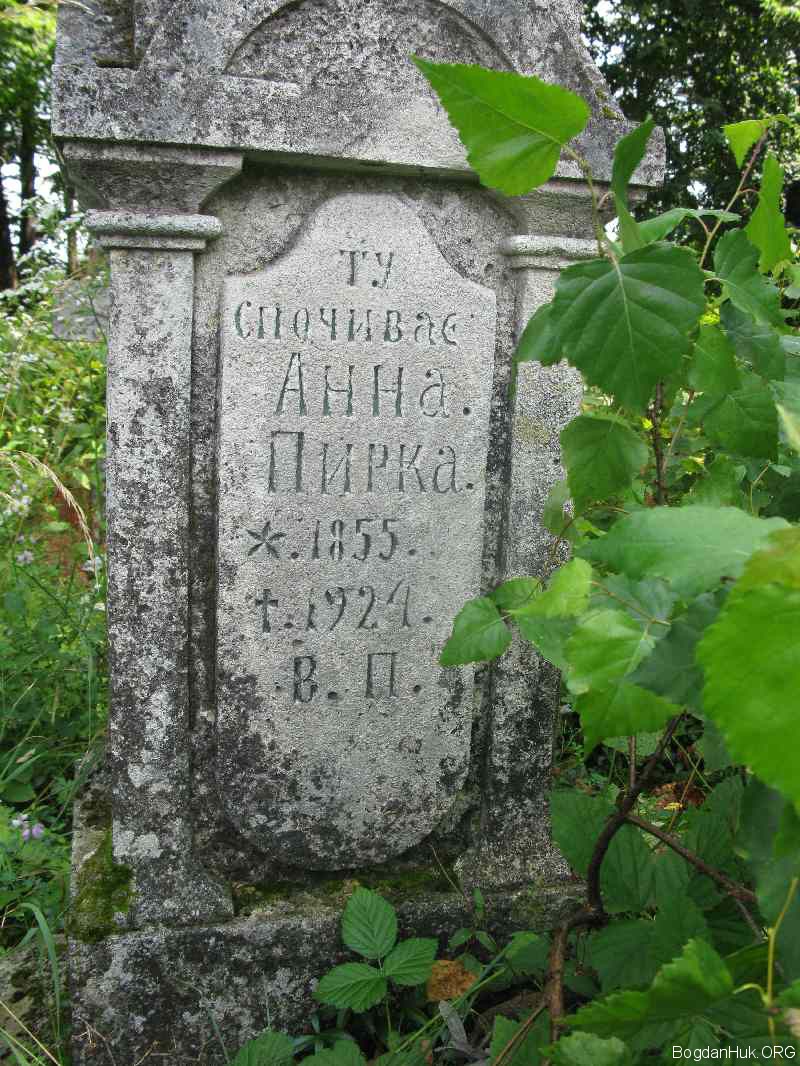 ТУ
СПОЧИВАЄ
АННА.
ПИРКА.
*. 1855.
†. 1924.
. В. П.
BogdanHuk.ORG